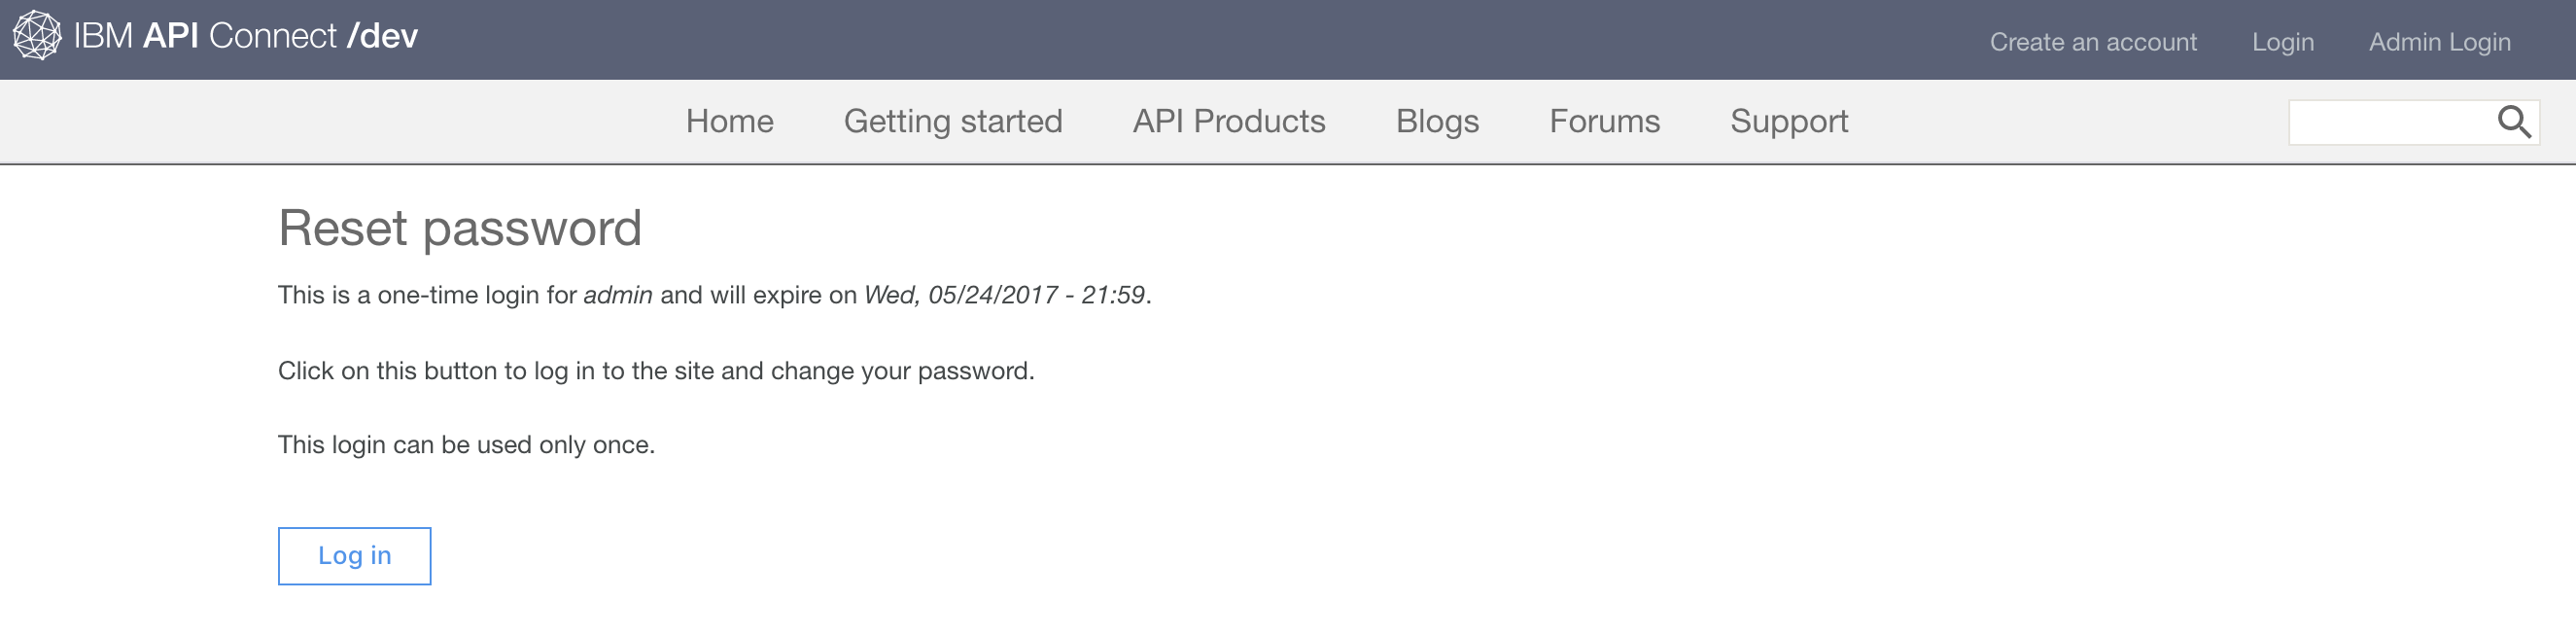 IBM API Connect /dev
Create an account Login Admin Login
Home Getting started API Products Blogs Forums Support
Reset password
This is a one-time login for admin and will expire on Wed, 05/24/2017 - 21:59.
Click on this button to log in to the site and change your password.
This login can be used only once.
Log in